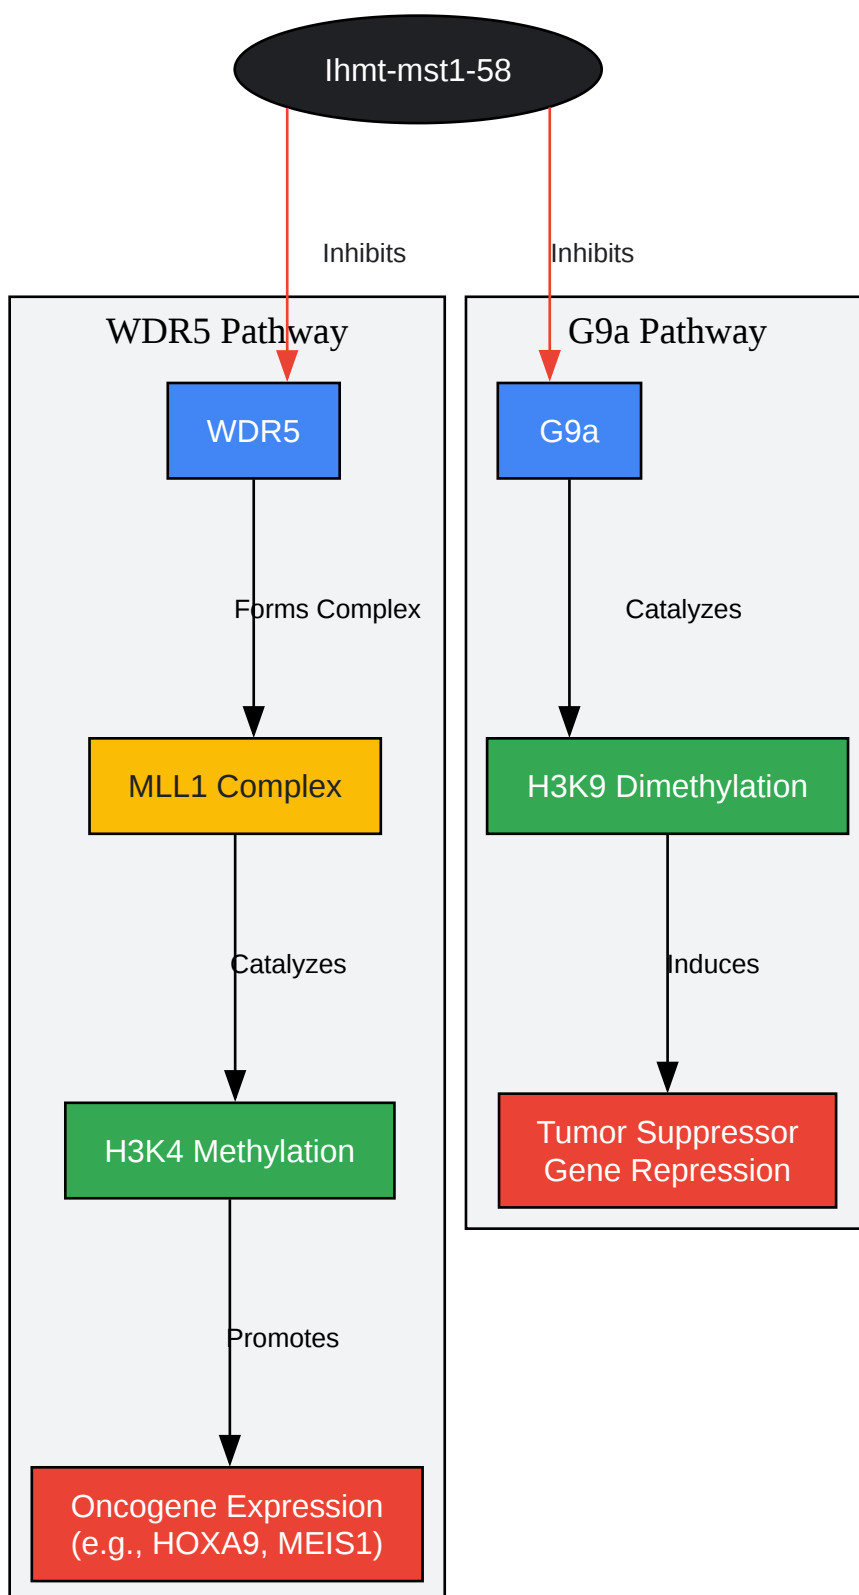 Ihmt-mst1-58
Inhibits
Inhibits
WDR5 Pathway
G9a Pathway
WDR5
G9a
Forms Complex
Catalyzes
MLL1 Complex
H3K9 Dimethylation
Catalyzes
Induces
H3K4 Methylation
Tumor Suppressor
Gene Repression
Promotes
Oncogene Expression
(e.g., HOXA9, MEIS1)